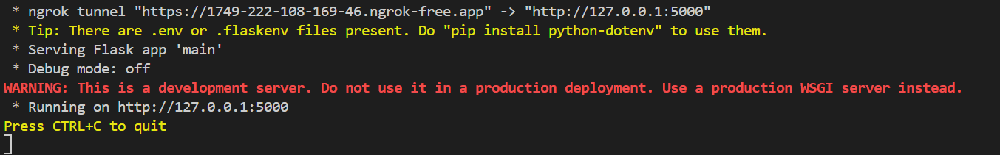 * ngrok tunnel "https://1749-222-108-169-46.ngrok-free.app" -> "http://127.0.0.1:5000"
* Tip: There are .env or .flaskenv files present. Do "pip install python-dotenv" to use them.
* Serving Flask app 'main'
* Debug mode: off
WARNING: This is a development server. Do not use it in a production deployment. Use a production WSGI server instead.
* Running on http://127.0.0.1:5000
Press CTRL+C to quit